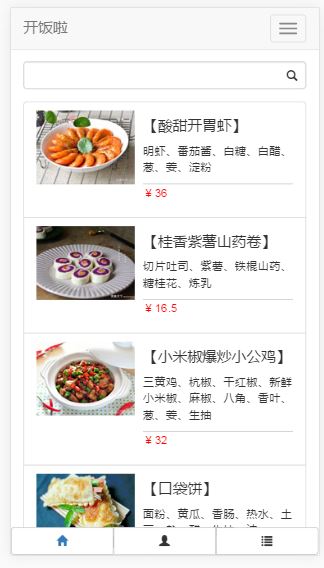 开饭啦
【酸甜开胃虾】
明虾、番茄酱、白糖、白醋、
葱、姜、淀粉
¥ 36
【桂香紫薯山药卷】
切片吐司、紫薯、铁棍山药、
糖桂花、炼乳
¥ 16.5
【小米椒爆炒小公鸡】
三黄鸡、杭椒、干红椒、新鲜
小米椒、麻椒、八角、香叶、
葱、姜、生抽
¥ 32
【口袋饼】
面粉、黄瓜、香肠、热水、土